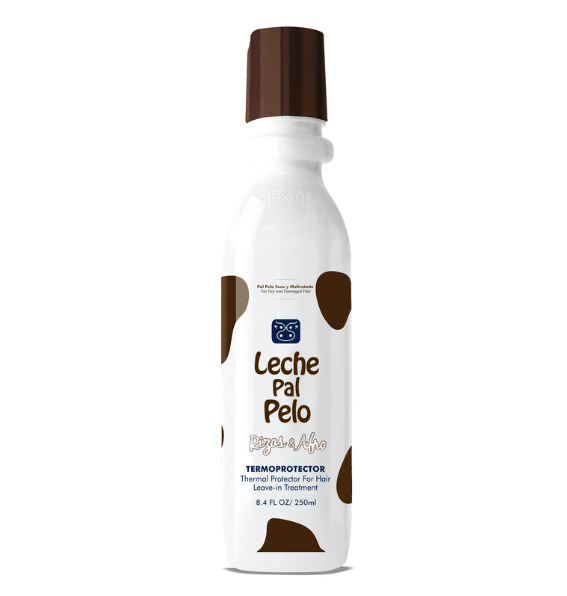 Pal Pelo Seco y Maltratado
For Dry and Damaged Hair
Leche
Pal
Pelo
Rizos & Afro
TERMOPROTECTOR
Thermal Protector For Hair
Leave-in Treatment
8.4 FL OZ/ 250ml